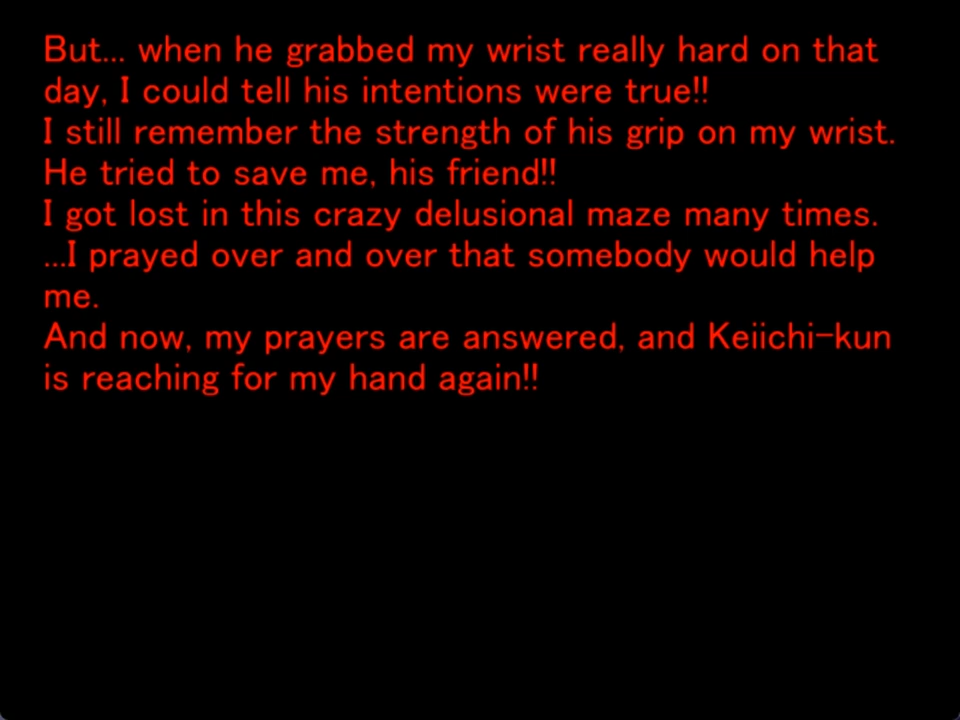 But... when he grabbed my wrist really hard on that
day, I could tell his intentions were true!!
I still remember the strength of his grip on my wrist.
He tried to save me, his friend!!
I got lost in this crazy delusional maze many times.
...I prayed over and over that somebody would help
me.
And now, my prayers are answered, and Keiichi-kun
is reaching for my hand again!!